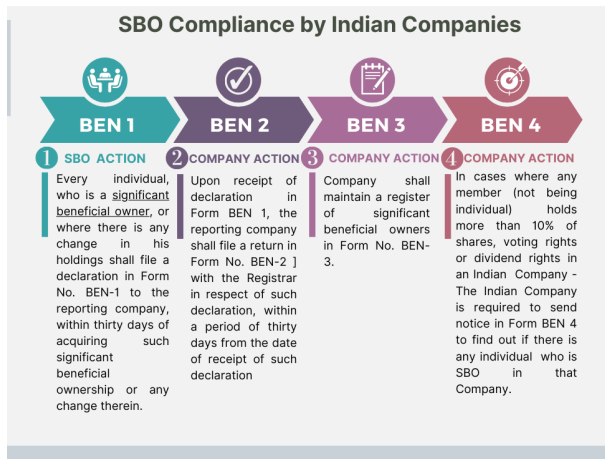 SBO Compliance by Indian Companies
BEN 1
BEN 2
BEN 3
BEN 4
1 SBO ACTION
Every individual,
who is a significant
beneficial owner, or
where there is any
change in his
holdings shall file a
declaration in Form
No. BEN-1 to the
reporting company,
within thirty days of
acquiring such
significant
beneficial
ownership or any
change therein.
2 COMPANY ACTION
Upon receipt of
declaration in
Form BEN 1, the
reporting company
shall file a return in
Form No. BEN-2 ]
with the Registrar
in respect of such
declaration, within
a period of thirty
days from the date
of receipt of such
declaration
3 COMPANY ACTION
Company shall
maintain a register
of significant
beneficial owners
in Form No. BEN-
3.
4 COMPANY ACTION
In cases where any
member (not being
individual) holds
more than 10% of
shares, voting rights
or dividend rights in
an Indian Company -
The Indian Company
is required to send
notice in Form BEN 4
to find out if there is
any individual who is
SBO in that
Company.